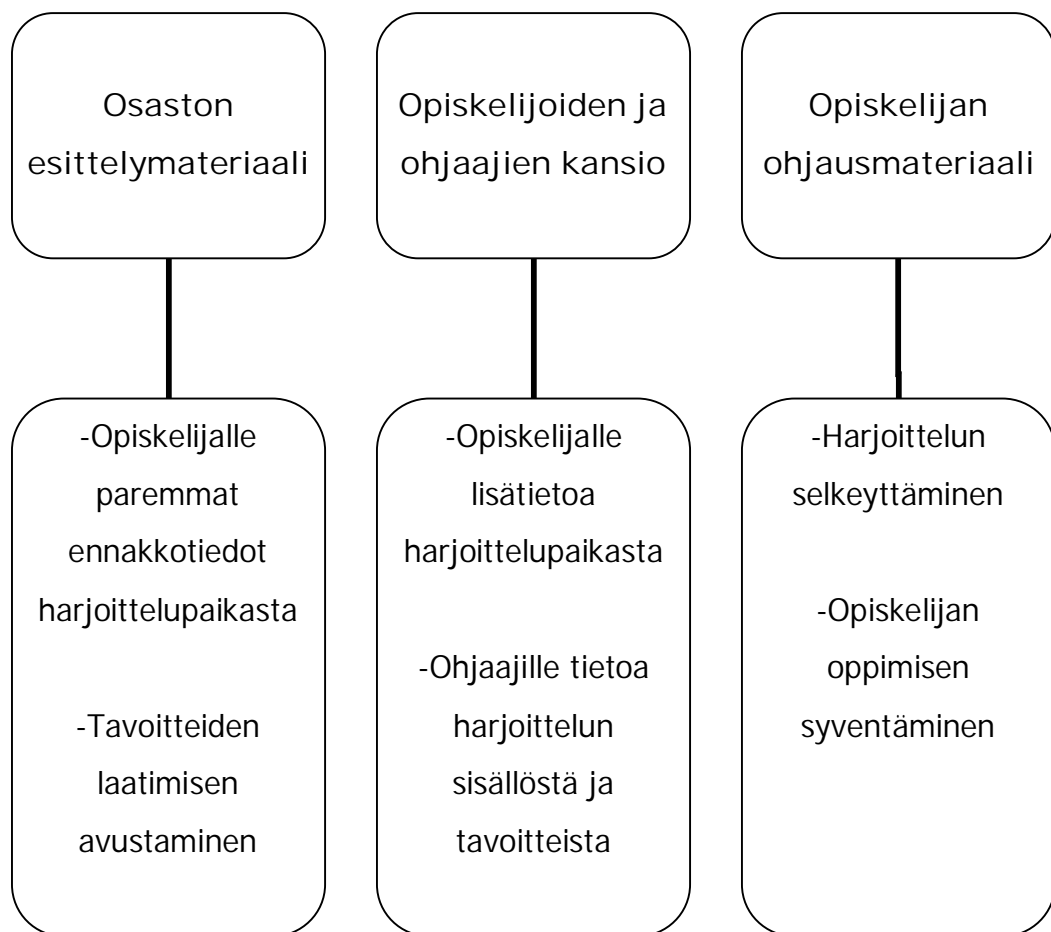 Osaston
esittelymateriaali
Opiskelijoiden ja
ohjaajien kansio
Opiskelijan
ohjausmateriaali
-Opiskelijalle
paremmat
ennakkotiedot
harjoittelupaikasta
-Tavoitteiden
laatimisen
avustaminen
-Opiskelijalle
lisätietoa
harjoittelupaikasta
-Ohjaajille tietoa
harjoittelun
sisällöstä ja
tavoitteista
-Harjoittelun
selkeyttäminen
-Opiskelijan
oppimisen
syventäminen